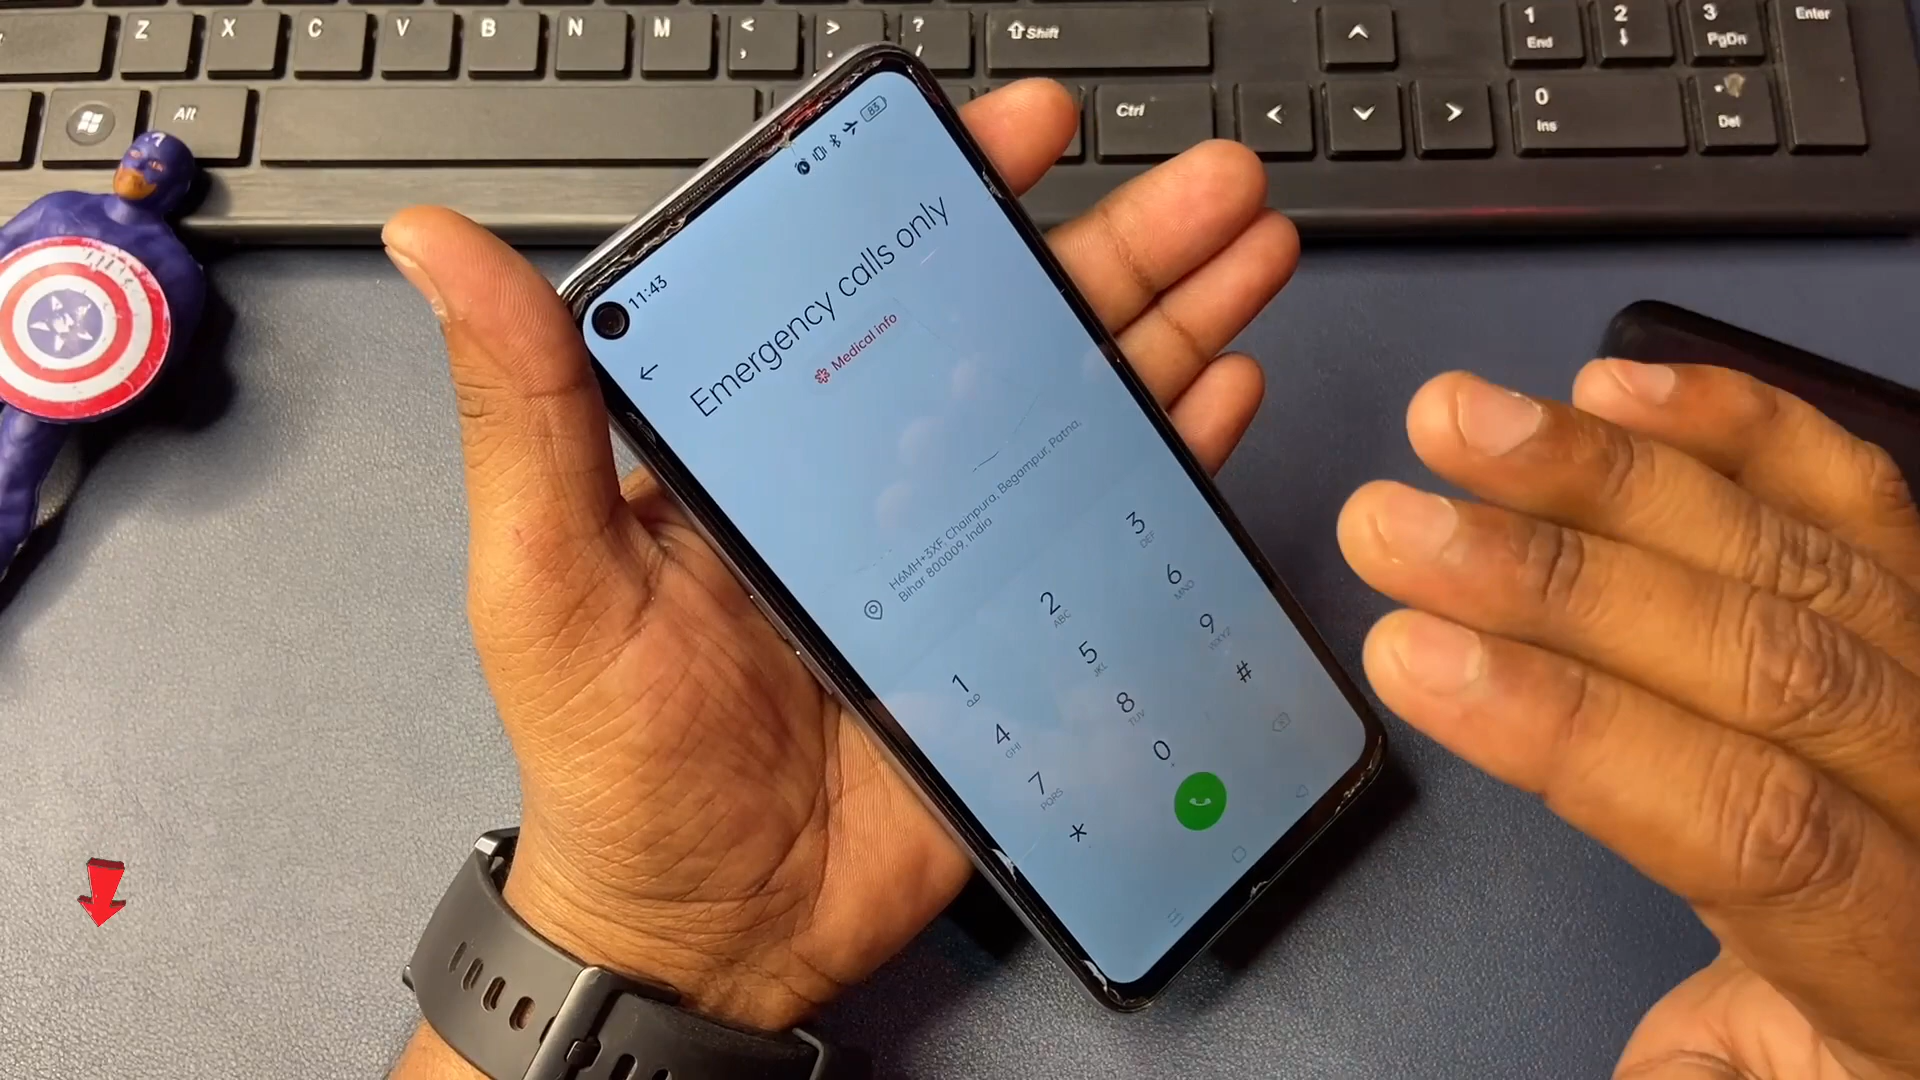 Z X C V B N M < , > . ? / ⇧Shift
1 End 2 ↓ 3 PgDn Enter
Alt Ctrl 0 Ins . Del
11:43
83
Emergency calls only
Medical info
H6MH+3XF, Chainpura, Begampur, Patna,
Bihar 800009, India
1
2 ABC
3 DEF
4 GHI
5 JKL
6 MNO
7 PQRS
8 TUV
9 WXYZ
*
0 +
#